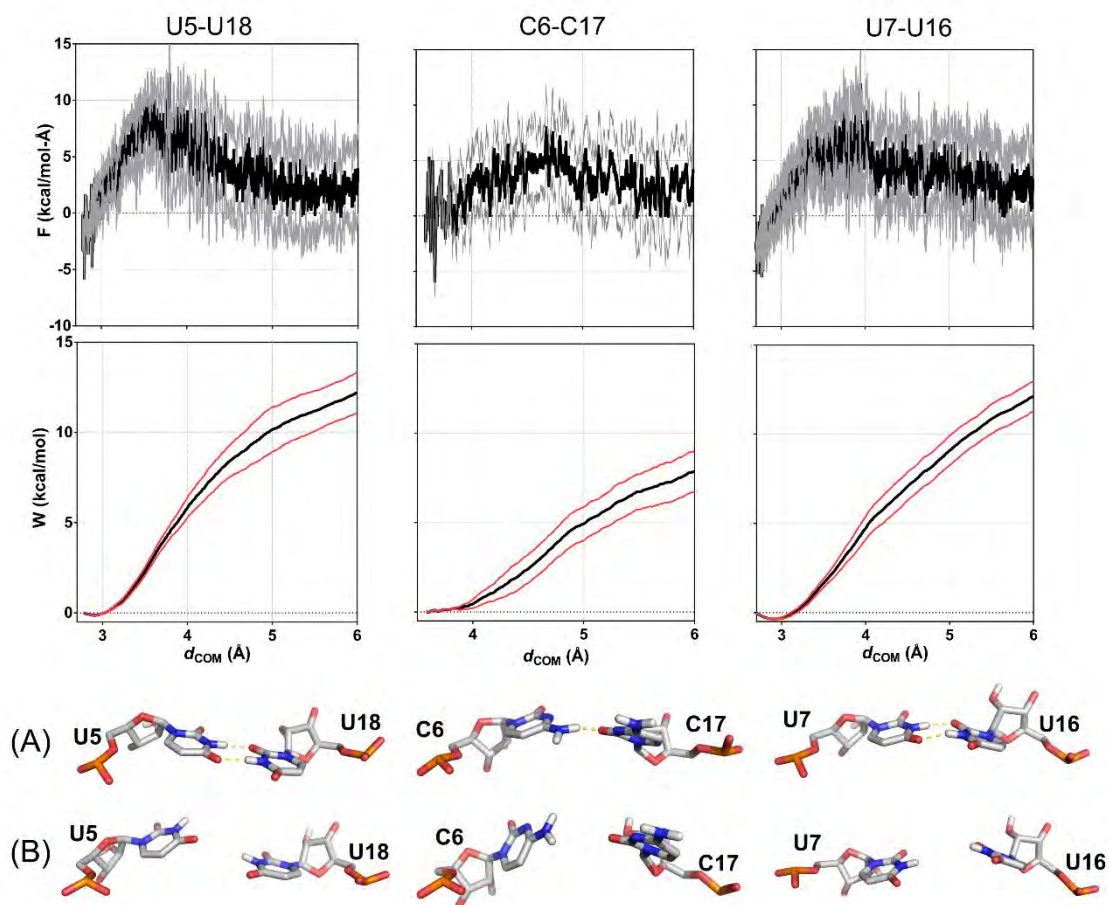 U5-U18 C6-C17 U7-U16
15
10
5
0
-5
-10
F (kcal/mol-Å)
15
10
5
0
W (kcal/mol)
3 4 5 6 4 5 6 3 4 5 6
dCOM (Å) dCOM (Å) dCOM (Å)
(A) U5 U18 C6 C17 U7 U16
(B) U5 U18 C6 C17 U7 U16